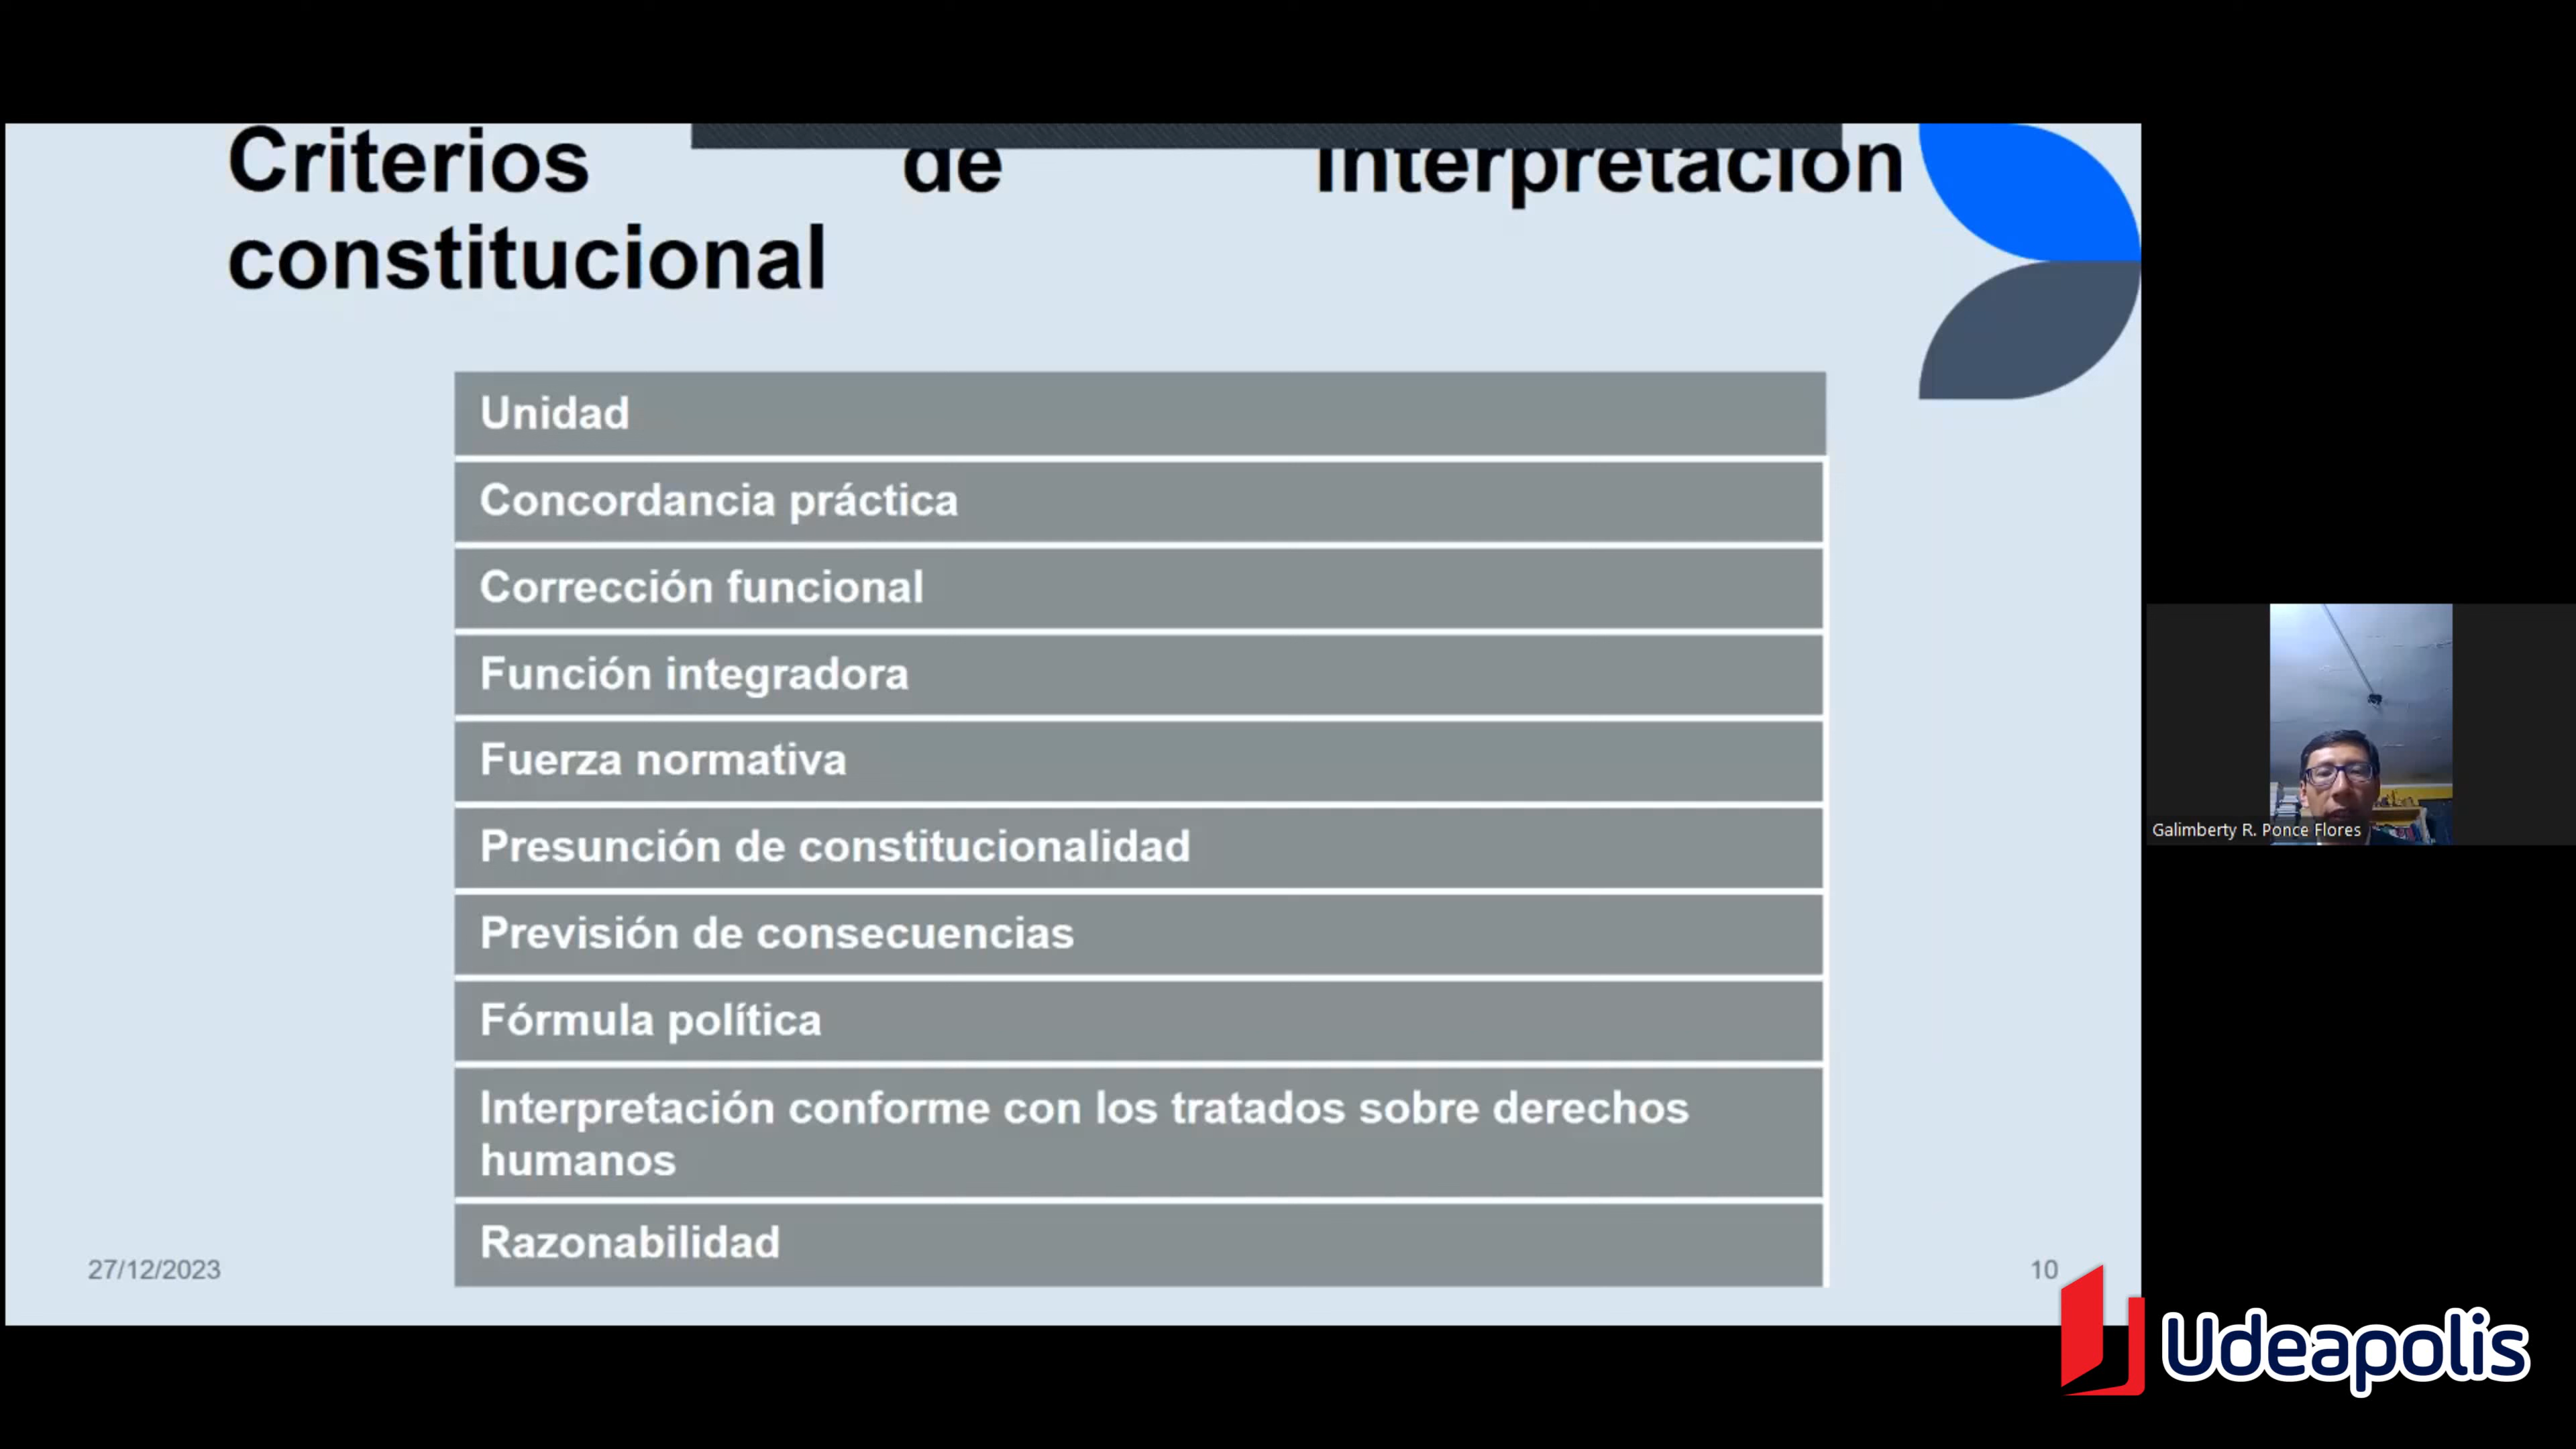 Criterios de interpretación
constitucional
Unidad
Concordancia práctica
Corrección funcional
Función integradora
Fuerza normativa
Presunción de constitucionalidad
Previsión de consecuencias
Fórmula política
Interpretación conforme con los tratados sobre derechos
humanos
Razonabilidad
Galimberty R. Ponce Flores
27/12/2023
10
Udeapolis